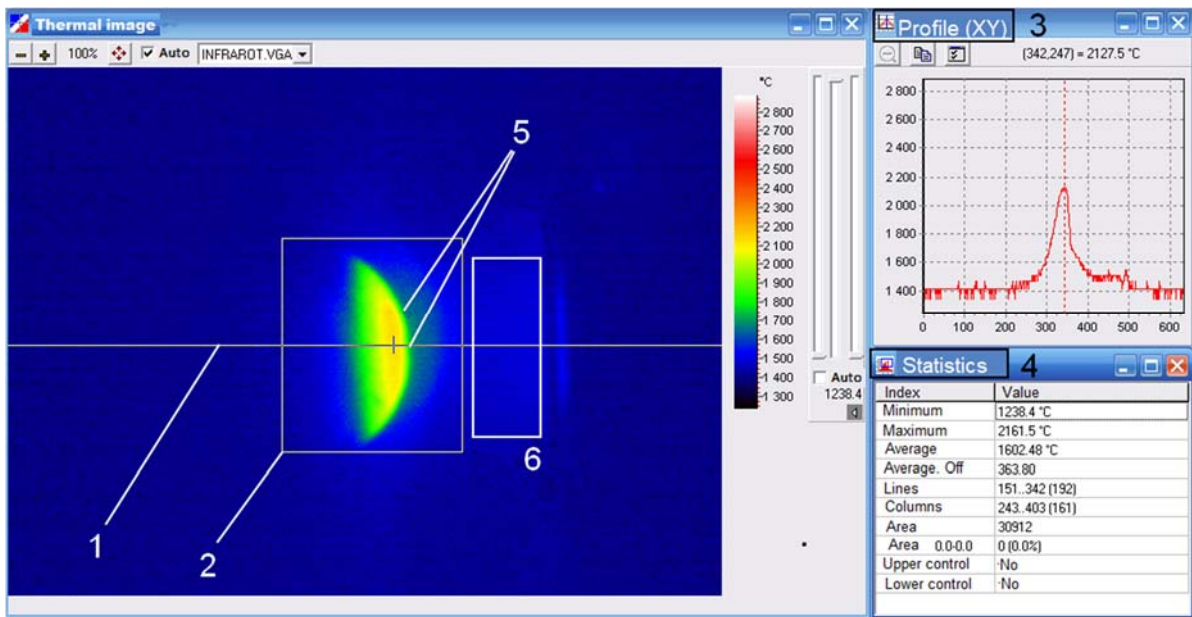 Thermal image
100% Auto INFRAROT.VGA
°C
2 800
2 700
2 600
2 500
2 400
2 300
2 200
2 100
2 000
1 900
1 800
1 700
1 600
1 500
1 400
1 300
Auto
1238.4
5
6
1
2
Profile (XY) 3
(342,247) = 2127.5 °C
2 800
2 600
2 400
2 200
2 000
1 800
1 600
1 400
0 100 200 300 400 500 600
Statistics 4
Index Value
Minimum 1238.4 °C
Maximum 2161.5 °C
Average 1602.48 °C
Average. Off 363.80
Lines 151..342 (192)
Columns 243..403 (161)
Area 30912
Area 0.0-0.0 0 (0.0%)
Upper control No
Lower control No